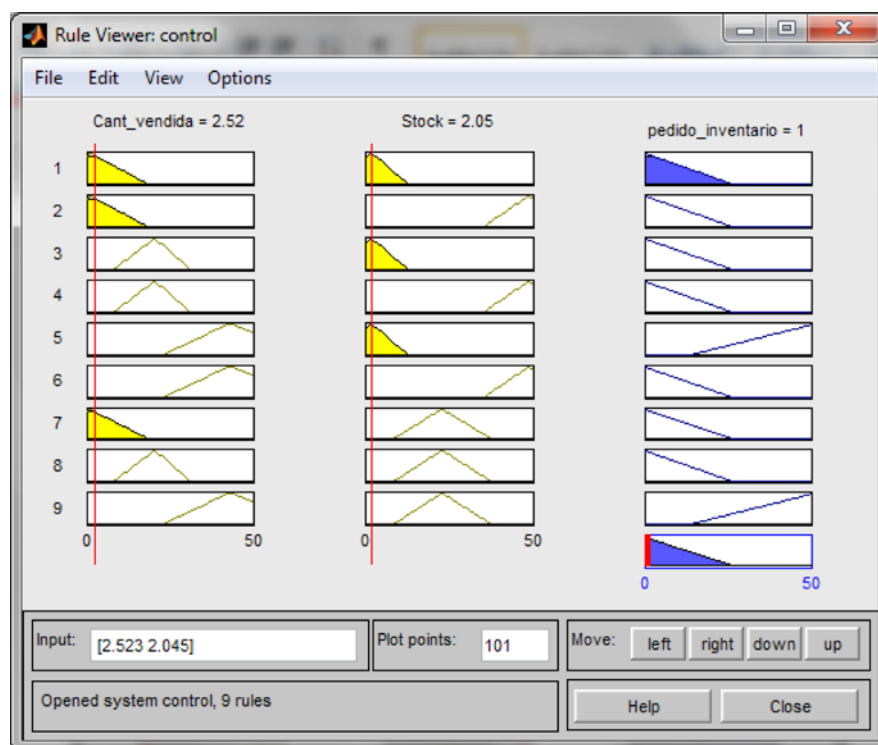 Rule Viewer: control
File Edit View Options
Cant_vendida = 2.52 Stock = 2.05 pedido_inventario = 1
1
2
3
4
5
6
7
8
9
0 50 0 50
0 50
Input: [2.523 2.045] Plot points: 101 Move: left right down up
Opened system control, 9 rules Help Close